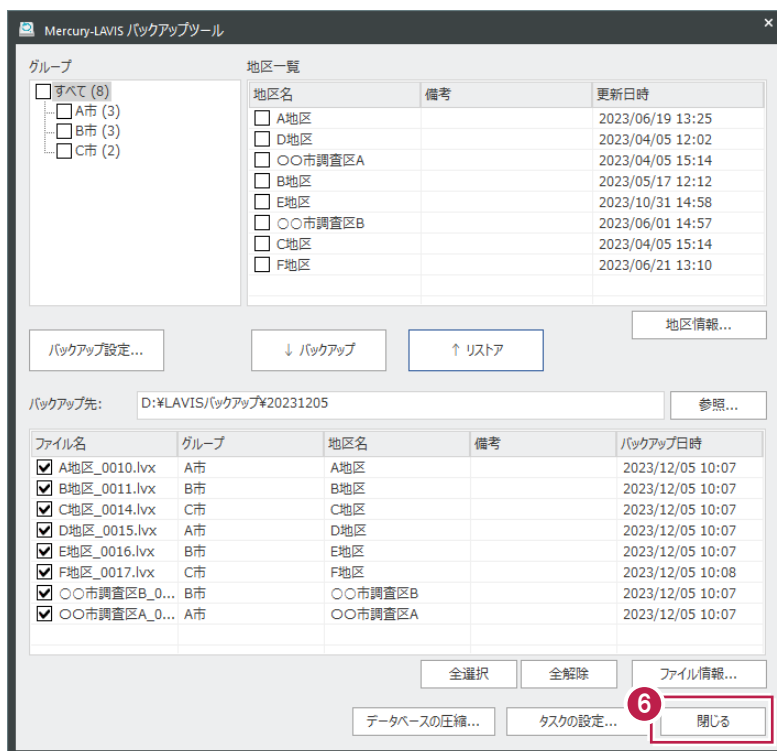 Mercury-LAVIS バックアップツール ×
グループ 地区一覧
すべて (8)
A市 (3)
B市 (3)
C市 (2)
地区名 備考 更新日時
A地区 2023/06/19 13:25
D地区 2023/04/05 12:02
〇〇市調査区A 2023/04/05 15:14
B地区 2023/05/17 12:12
E地区 2023/10/31 14:58
〇〇市調査区B 2023/06/01 14:57
C地区 2023/04/05 15:14
F地区 2023/06/21 13:10
地区情報...
バックアップ設定... ↓ バックアップ ↑ リストア
バックアップ先: D:¥LAVISバックアップ¥20231205 参照...
ファイル名 グループ 地区名 備考 バックアップ日時
A地区_0010.lvx A市 A地区 2023/12/05 10:07
B地区_0011.lvx B市 B地区 2023/12/05 10:07
C地区_0014.lvx C市 C地区 2023/12/05 10:07
D地区_0015.lvx A市 D地区 2023/12/05 10:07
E地区_0016.lvx B市 E地区 2023/12/05 10:07
F地区_0017.lvx C市 F地区 2023/12/05 10:08
〇〇市調査区B_0... B市 〇〇市調査区B 2023/12/05 10:07
〇〇市調査区A_0... A市 〇〇市調査区A 2023/12/05 10:07
全選択 全解除 ファイル情報...
6
データベースの圧縮... タスクの設定... 閉じる